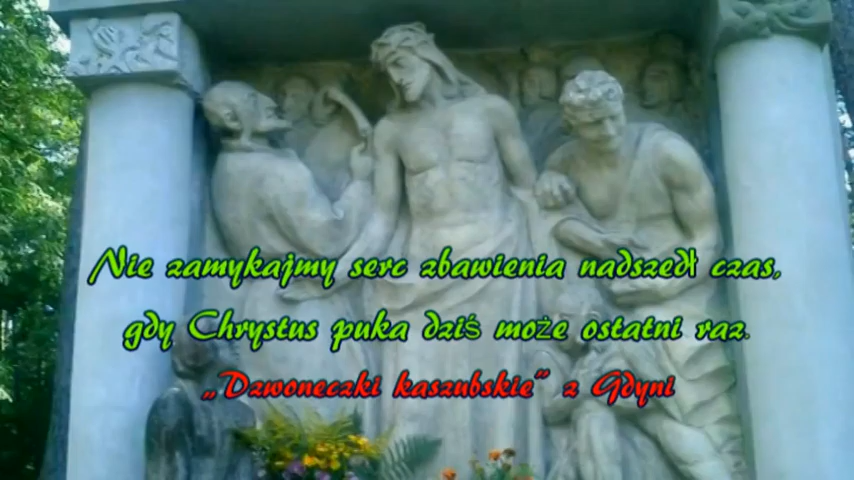 Nie zamykajmy serc zbawienia nadszedł czas,
gdy Chrystus puka dziś może ostatni raz.
„Dzwoneczki kaszubskie" z Gdyni